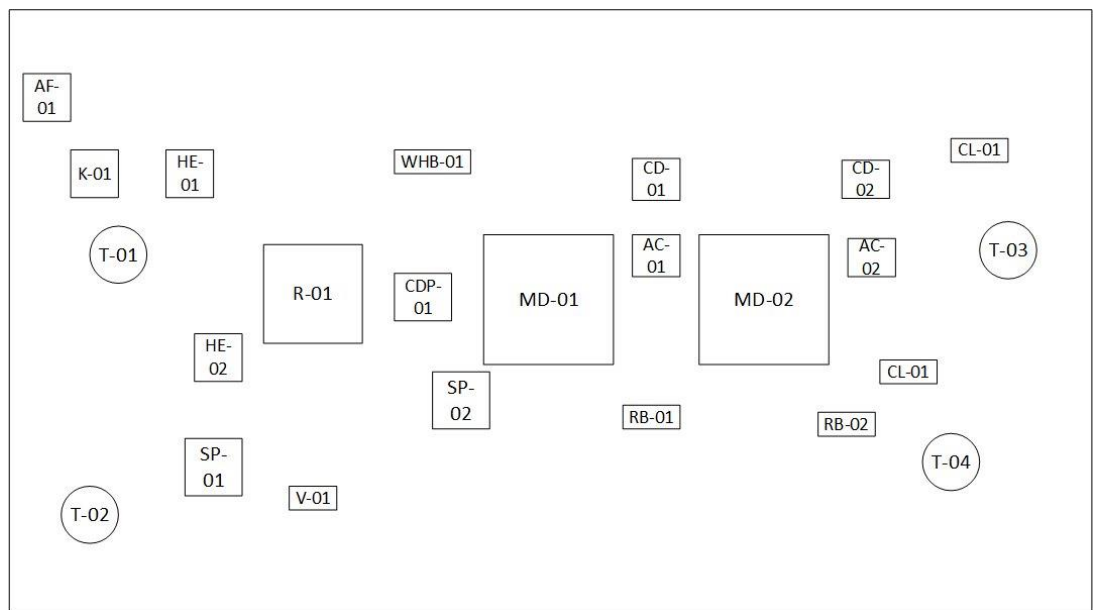 AF-
01
K-01
HE-
01
WHB-01
CD-
01
CD-
02
CL-01
T-01
R-01
CDP-
01
MD-01
AC-
01
MD-02
AC-
02
T-03
HE-
02
SP-
02
CL-01
RB-01
RB-02
SP-
01
V-01
T-04
T-02